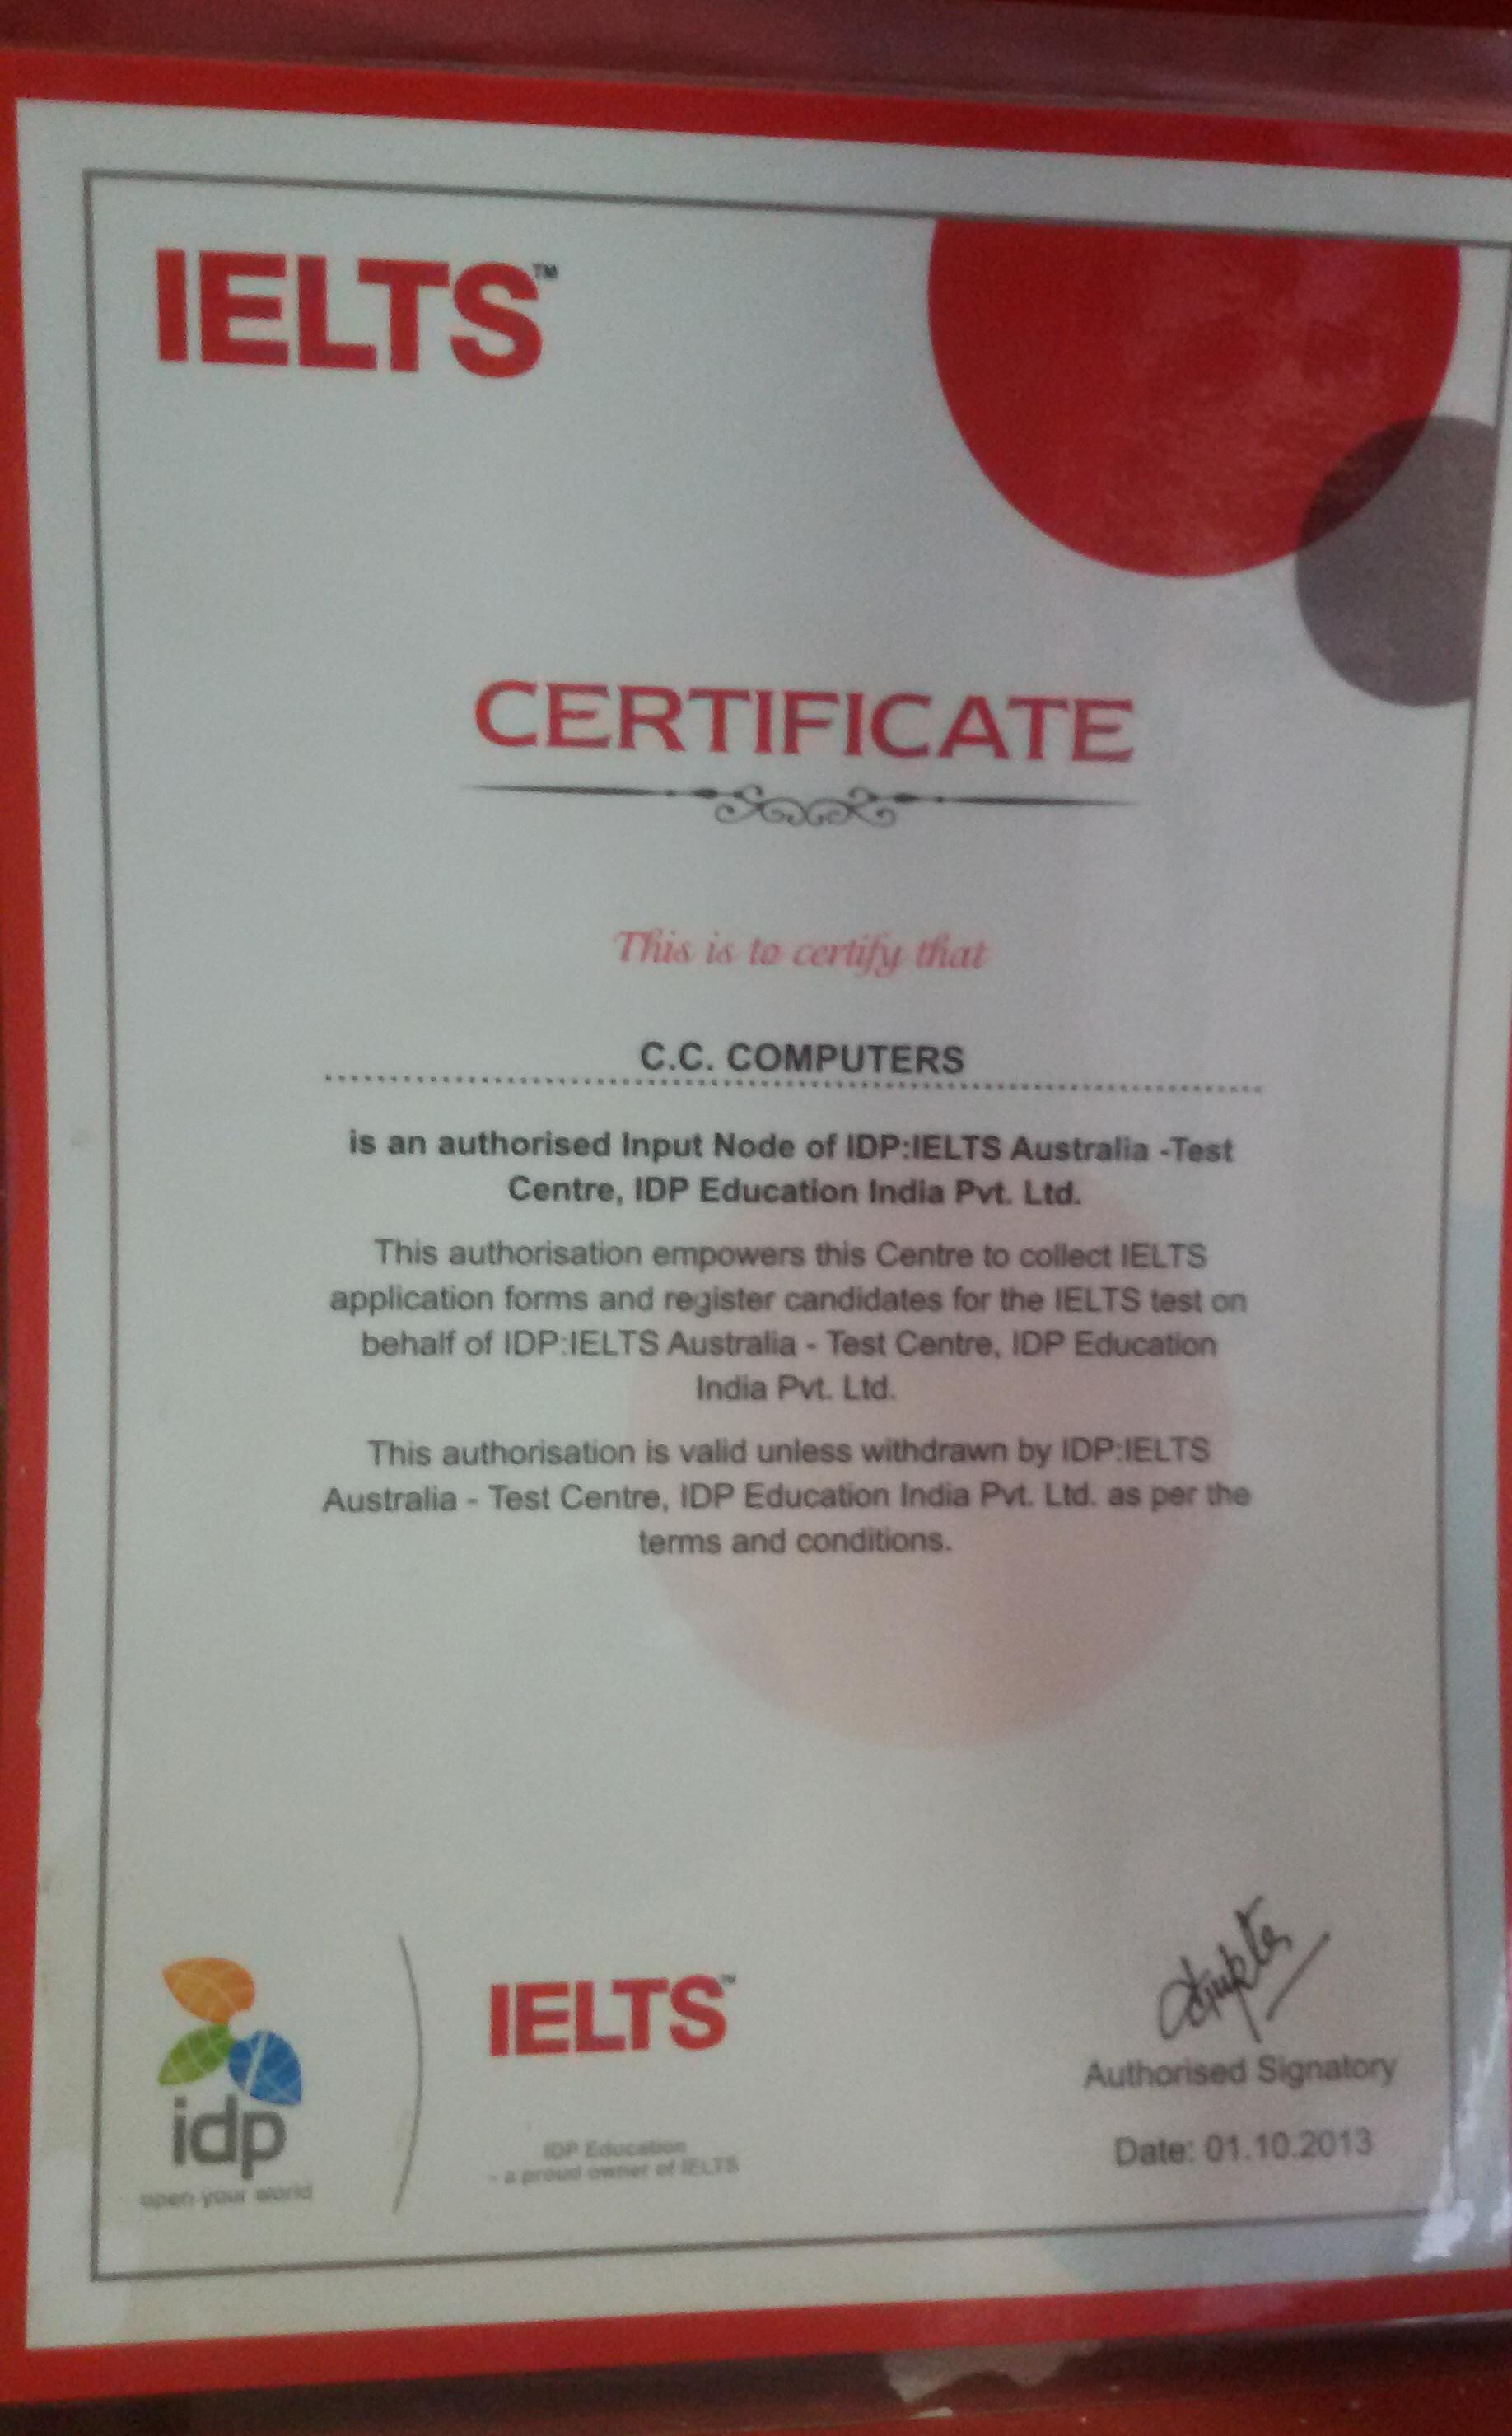 IELTS™
CERTIFICATE
This is to certify that
C.C. COMPUTERS
is an authorised Input Node of IDP:IELTS Australia -Test
Centre, IDP Education India Pvt. Ltd.
This authorisation empowers this Centre to collect IELTS
application forms and register candidates for the IELTS test on
behalf of IDP:IELTS Australia - Test Centre, IDP Education
India Pvt. Ltd.
This authorisation is valid unless withdrawn by IDP:IELTS
Australia - Test Centre, IDP Education India Pvt. Ltd. as per the
terms and conditions.
idp
open your world
IELTS™
IDP Education
- a proud owner of IELTS
Authorised Signatory
Date: 01.10.2013